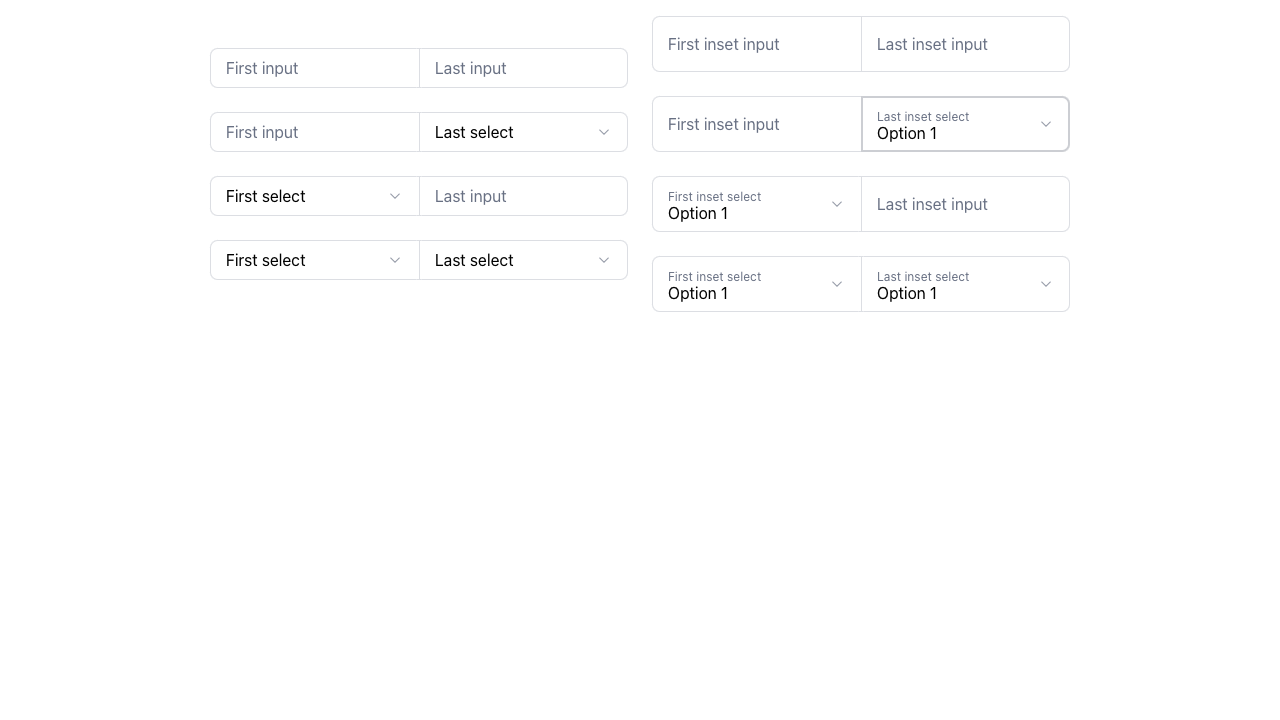 First input
Last input
First input
Last select
First select
Last input
First select
Last select
First inset input
Last inset input
First inset input
Last inset select
Option 1
First inset select
Option 1
Last inset input
First inset select
Option 1
Last inset select
Option 1